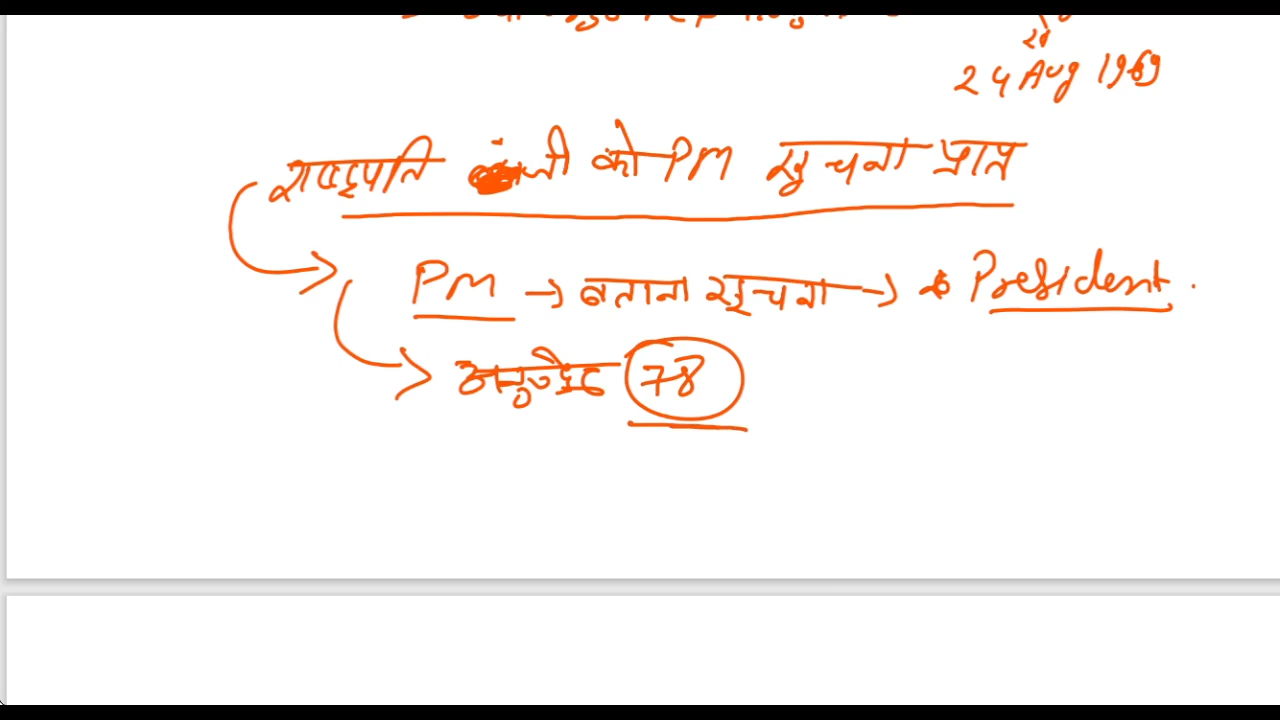 से
24 Aug 1969
राष्ट्रपति जी को PM सूचना प्राप्त
PM → बताना सूचना → President.
अनुच्छेद 78